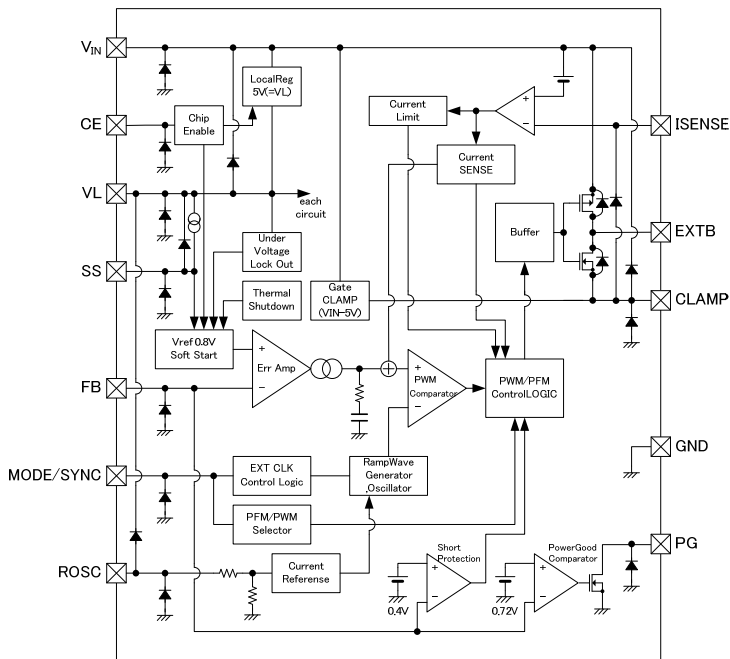 VIN
CE
VL
SS
FB
MODE/SYNC
ROSC
Chip
Enable
LocalReg
5V(=VL)
each
circuit
Under
Voltage
Lock Out
Thermal
Shutdown
Vref 0.8V
Soft Start
+
Err Amp
−
Gate
CLAMP
(VIN−5V)
Current
Limit
Current
SENSE
+
−
Buffer
+
PWM
Comparator
−
PWM/PFM
ControlLOGIC
EXT CLK
Control Logic
RampWave
Generator
.Oscillator
PFM/PWM
Selector
Current
Referense
Short
Protection
+
−
0.4V
PowerGood
Comparator
+
−
0.72V
ISENSE
EXTB
CLAMP
GND
PG